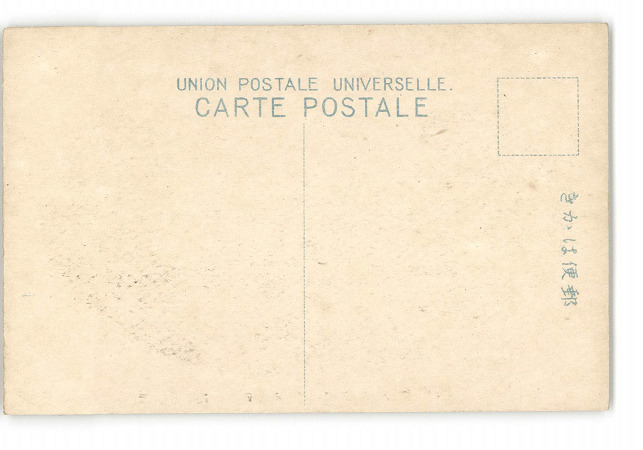 UNION POSTALE UNIVERSELLE.
CARTE POSTALE
郵便はがき